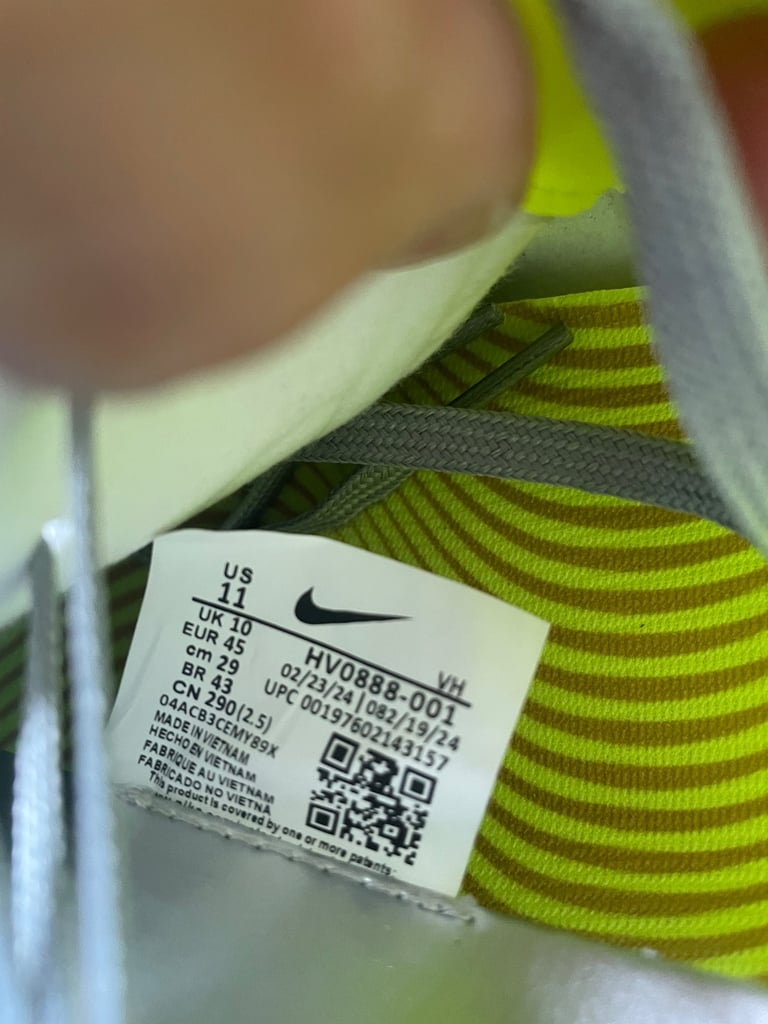 US
11
UK 10
EUR 45
cm 29
BR 43
CN 290(2.5)
04ACB3CEMY89X
MADE IN VIETNAM
HECHO EN VIETNAM
FABRIQUE AU VIETNAM
FABRICADO NO VIETNA
This product is covered by one or more patents-
VH
HV0888-001
02/23/24 | 082/19/24
UPC 00197602143157